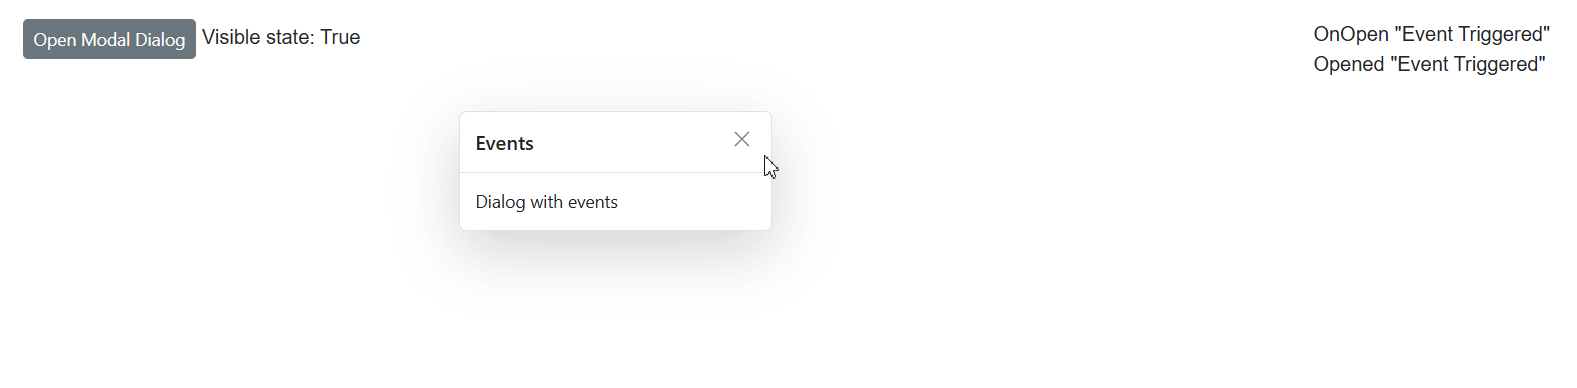 Open Modal Dialog Visible state: True
OnOpen "Event Triggered"
Opened "Event Triggered"
Events
Dialog with events